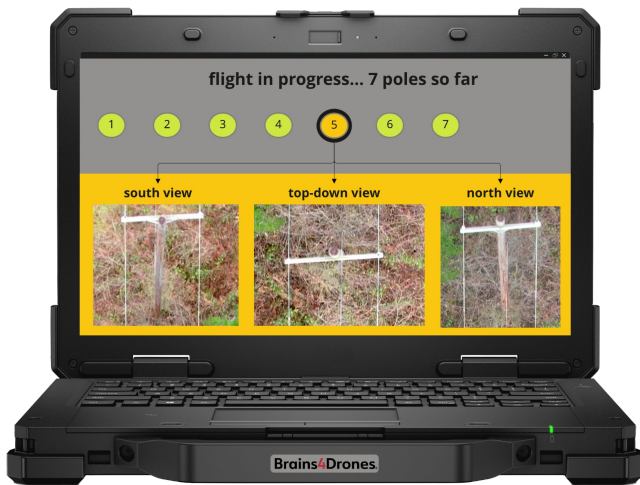 flight in progress... 7 poles so far
1 2 3 4 5 6 7
south view top-down view north view
Brains4Drones